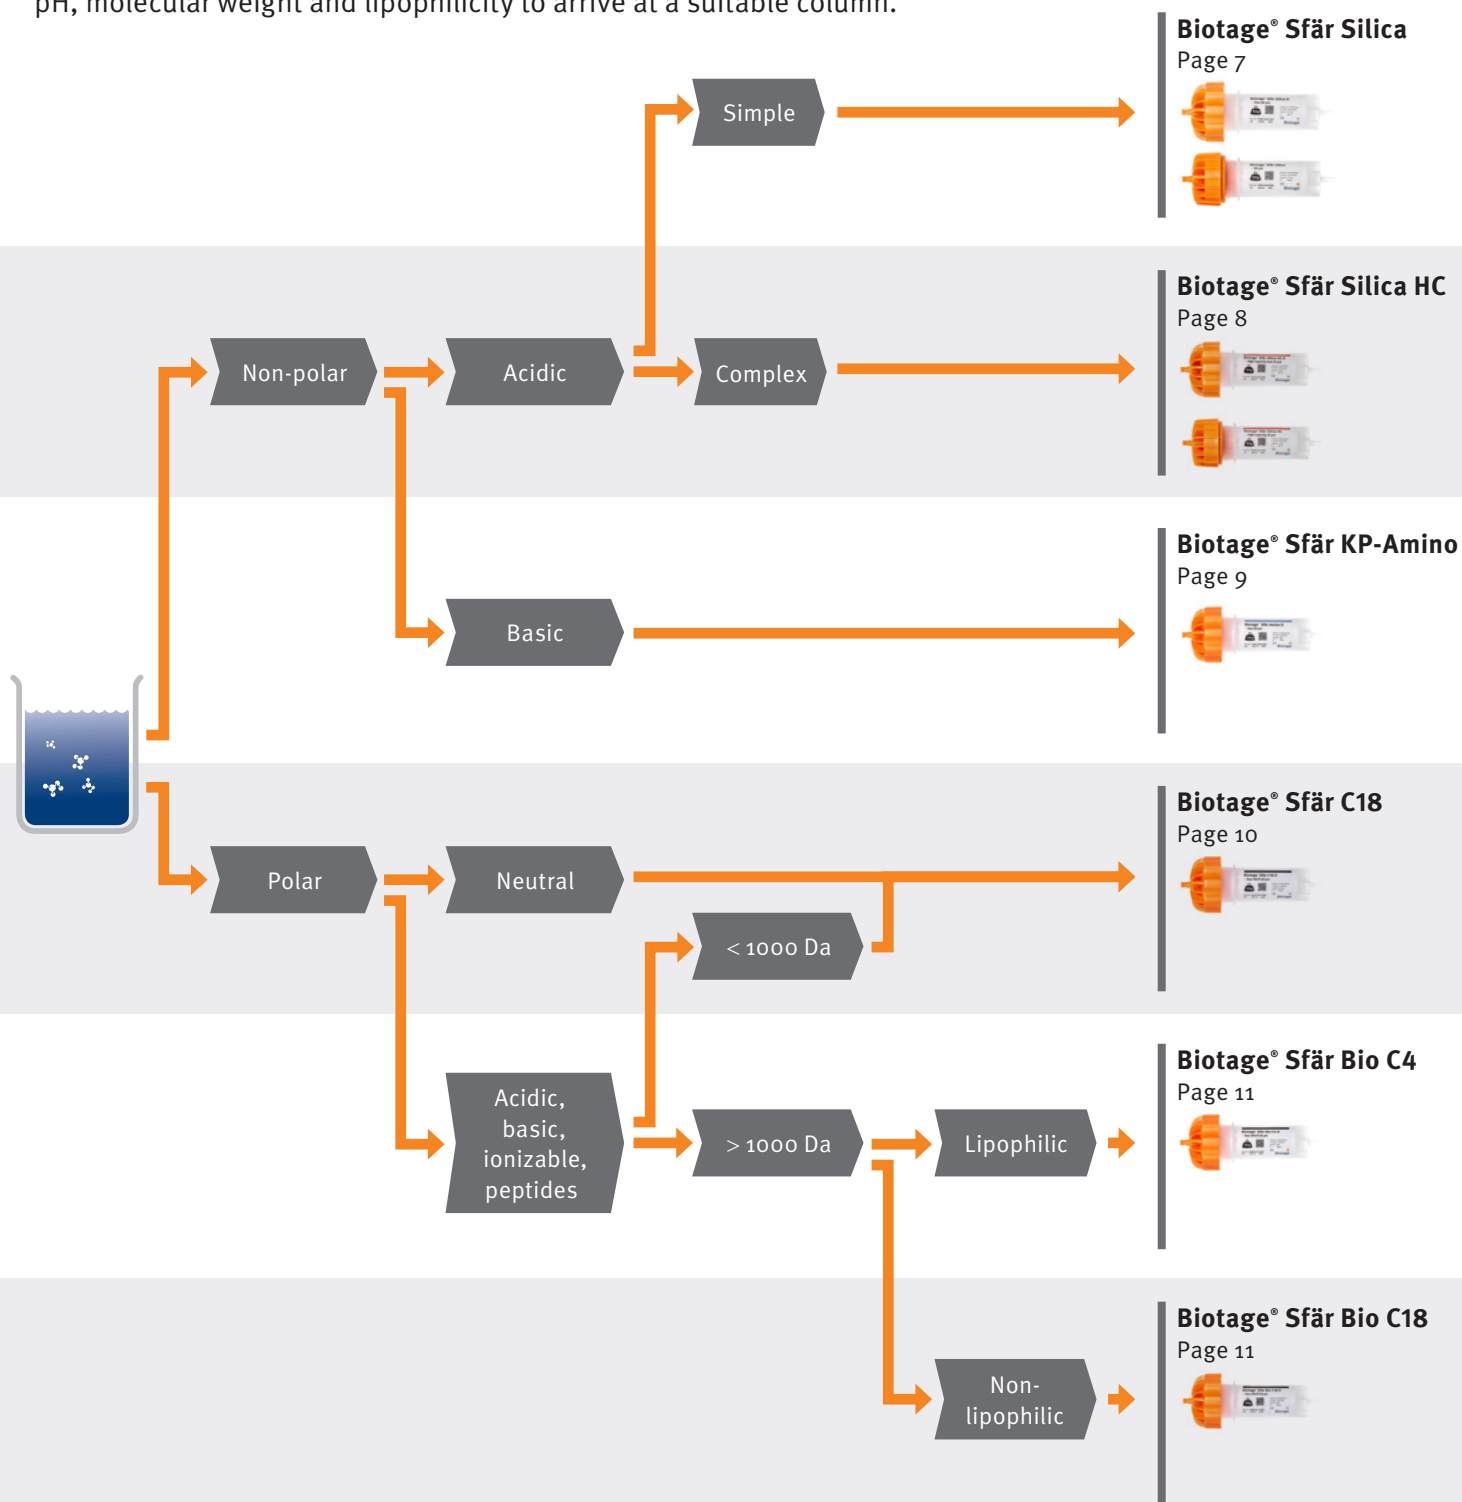 pH, molecular weight and lipophilicity to arrive at a suitable column.
Biotage® Sfär Silica
Page 7
Simple
Biotage® Sfär Silica HC
Page 8
Non-polar
Acidic
Complex
Biotage® Sfär KP-Amino
Page 9
Basic
Biotage® Sfär C18
Page 10
Polar
Neutral
< 1000 Da
Biotage® Sfär Bio C4
Page 11
Acidic,
basic,
ionizable,
peptides
> 1000 Da
Lipophilic
Biotage® Sfär Bio C18
Page 11
Non-
lipophilic